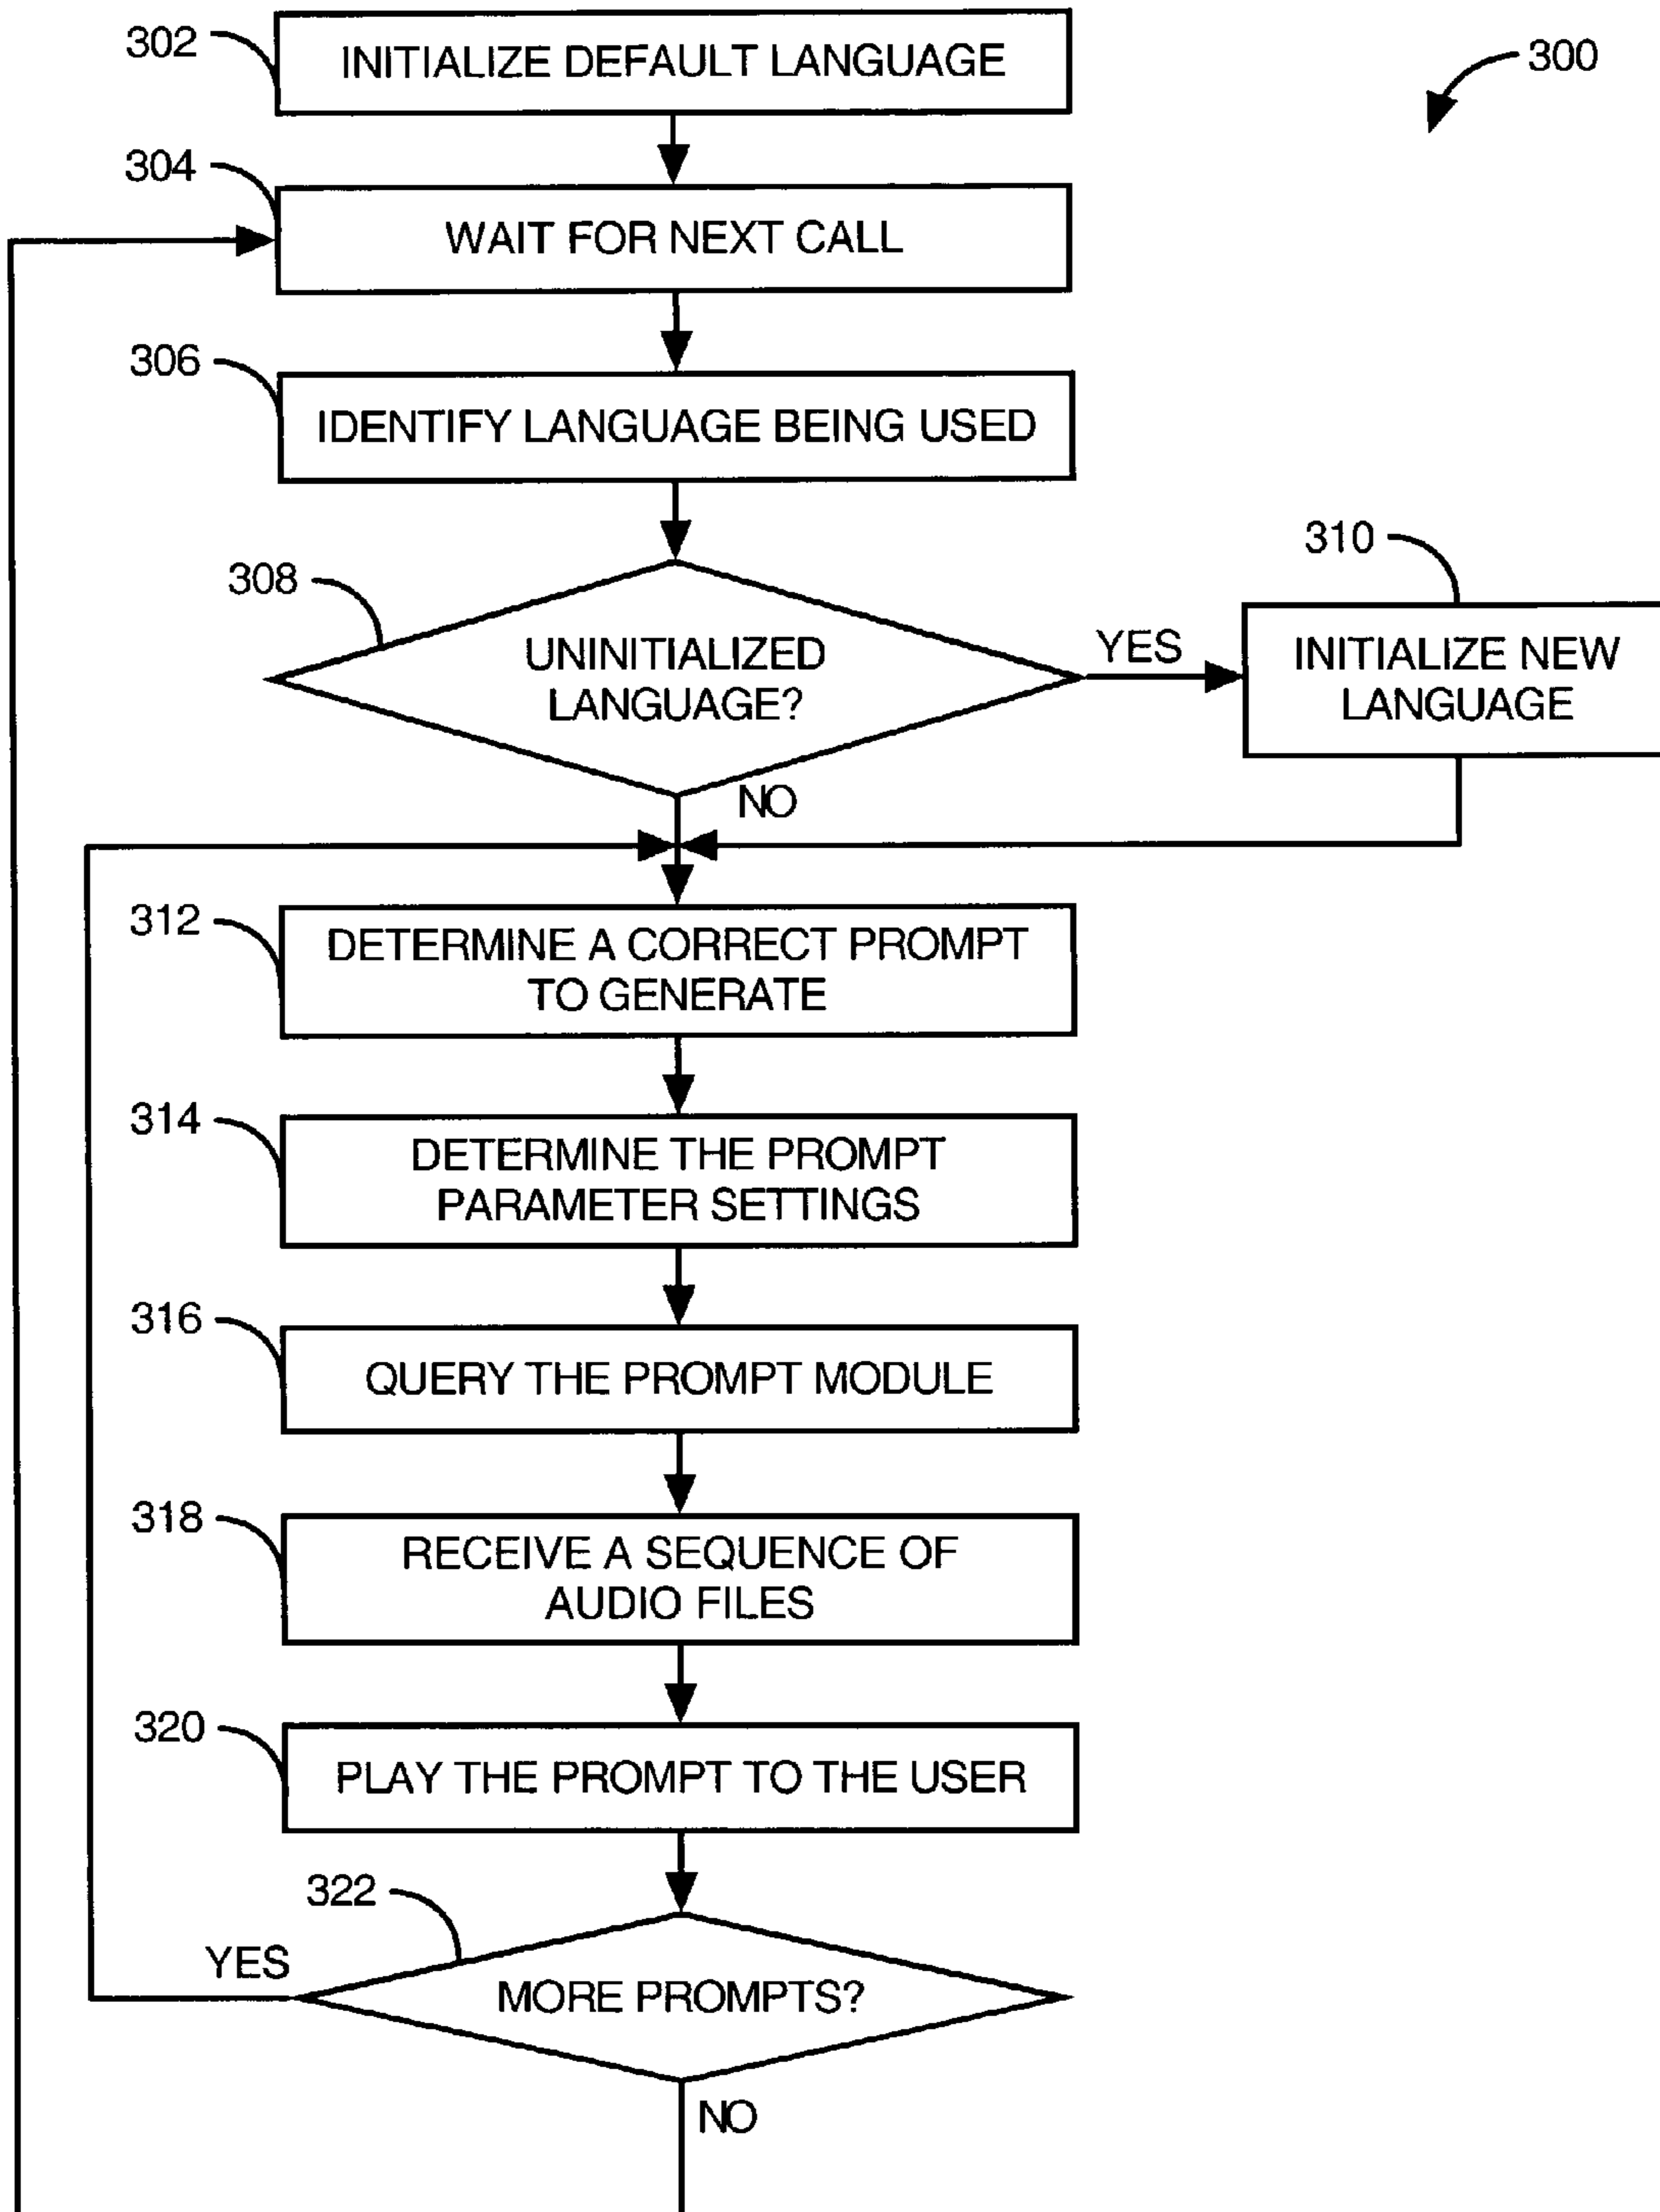 302
INITIALIZE DEFAULT LANGUAGE
300
304
WAIT FOR NEXT CALL
306
IDENTIFY LANGUAGE BEING USED
308
UNINITIALIZED
LANGUAGE?
YES
310
INITIALIZE NEW
LANGUAGE
NO
312
DETERMINE A CORRECT PROMPT
TO GENERATE
314
DETERMINE THE PROMPT
PARAMETER SETTINGS
316
QUERY THE PROMPT MODULE
318
RECEIVE A SEQUENCE OF
AUDIO FILES
320
PLAY THE PROMPT TO THE USER
322
YES
MORE PROMPTS?
NO